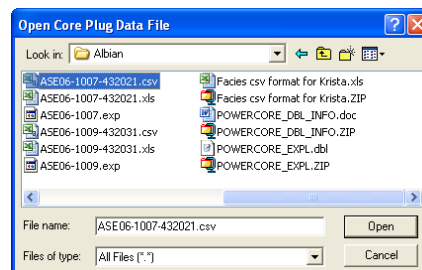 Open Core Plug Data File
Look in: Albian
ASE06-1007-432021.csv
ASE06-1007-432021.xls
ASE06-1007.exp
ASE06-1009-432031.csv
ASE06-1009-432031.xls
ASE06-1009.exp
Facies csv format for Krista.xls
Facies csv format for Krista.ZIP
POWERCORE_DBL_INFO.doc
POWERCORE_DBL_INFO.ZIP
POWERCORE_EXPL.dbl
POWERCORE_EXPL.ZIP
File name: ASE06-1007-432021.csv Open
Files of type: All Files (*.*) Cancel